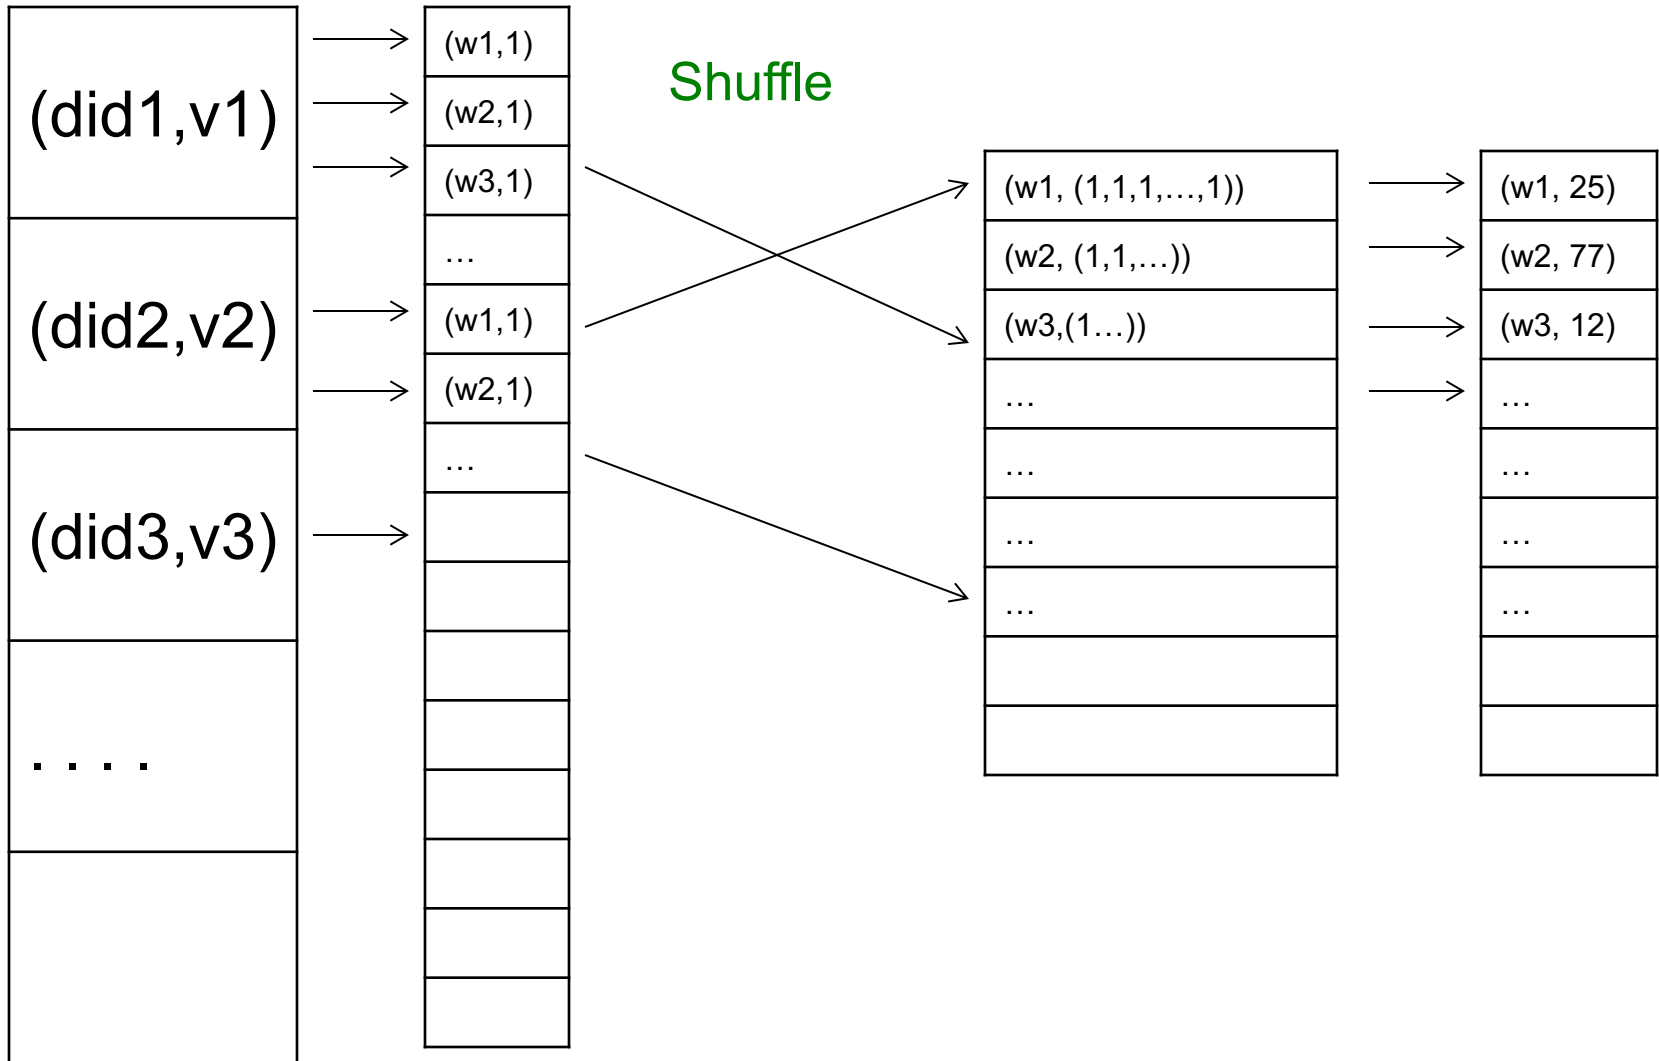 (did1,v1)
(did2,v2)
(did3,v3)
. . . .
(w1,1)
(w2,1)
(w3,1)
…
(w1,1)
(w2,1)
…
Shuffle
(w1, (1,1,1,…,1))
(w2, (1,1,…))
(w3,(1…))
…
…
…
…
(w1, 25)
(w2, 77)
(w3, 12)
…
…
…
…